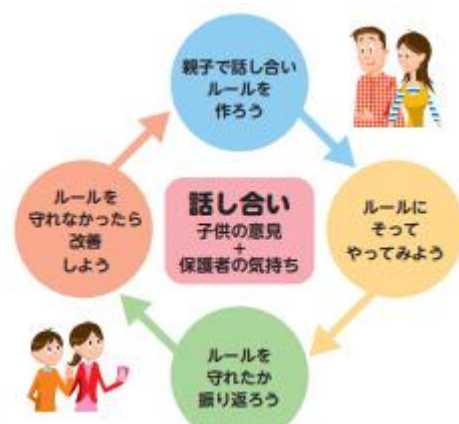 親子で話し合い
ルールを
作ろう
ルールに
そって
やってみよう
ルールを
守れたか
振り返ろう
ルールを
守れなかったら
改善
しよう
話し合い
子供の意見
+
保護者の気持ち